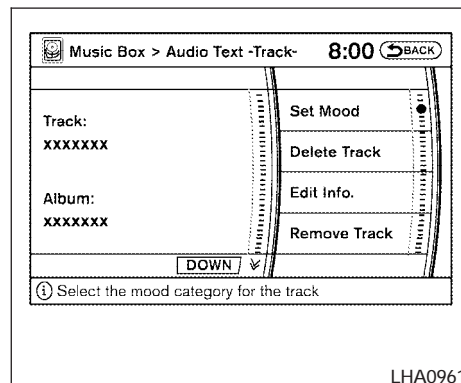 Music Box > Audio Text -Track- 8:00 BACK
Track:
xxxxxxx
Album:
xxxxxxx
DOWN
Set Mood
Delete Track
Edit Info.
Remove Track
i Select the mood category for the track
LHA0961